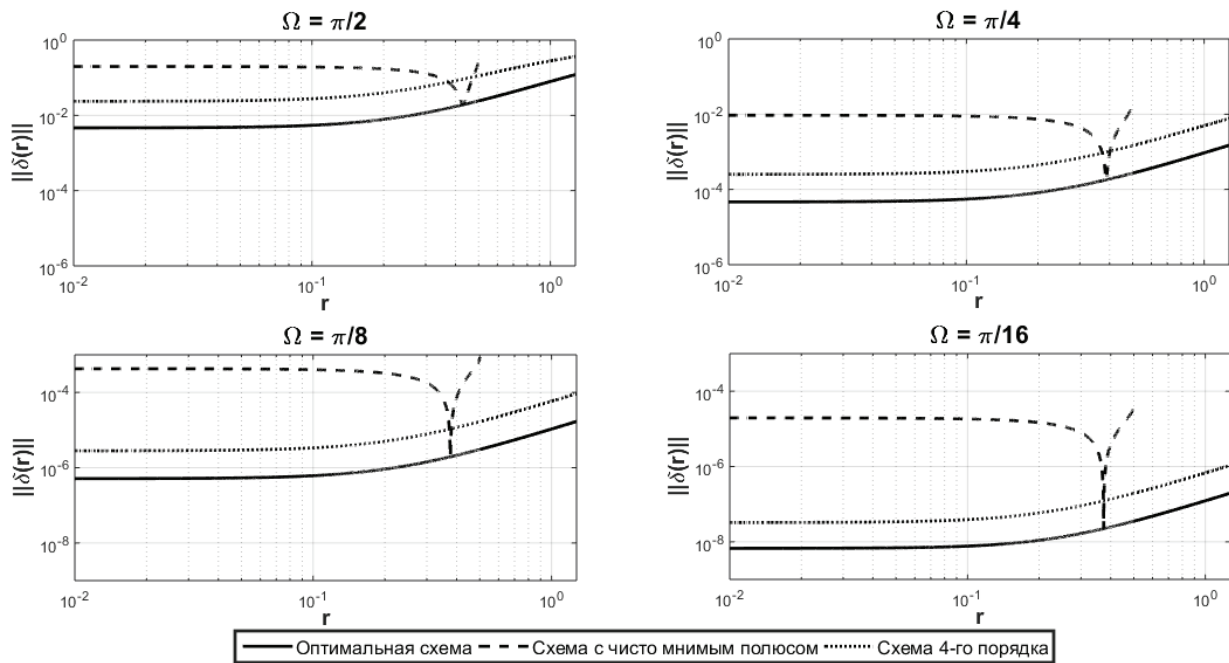 Ω = π/2
Ω = π/4
||δ(r)||
10^0
10^-2
10^-4
10^-6
10^-2
10^-1
10^0
r
||δ(r)||
10^0
10^-2
10^-4
10^-6
10^-2
10^-1
10^0
r
Ω = π/8
Ω = π/16
||δ(r)||
10^-4
10^-6
10^-8
10^-2
10^-1
10^0
r
||δ(r)||
10^-4
10^-6
10^-8
10^-2
10^-1
10^0
r
Оптимальная схема Схема с чисто мнимым полюсом Схема 4-го порядка